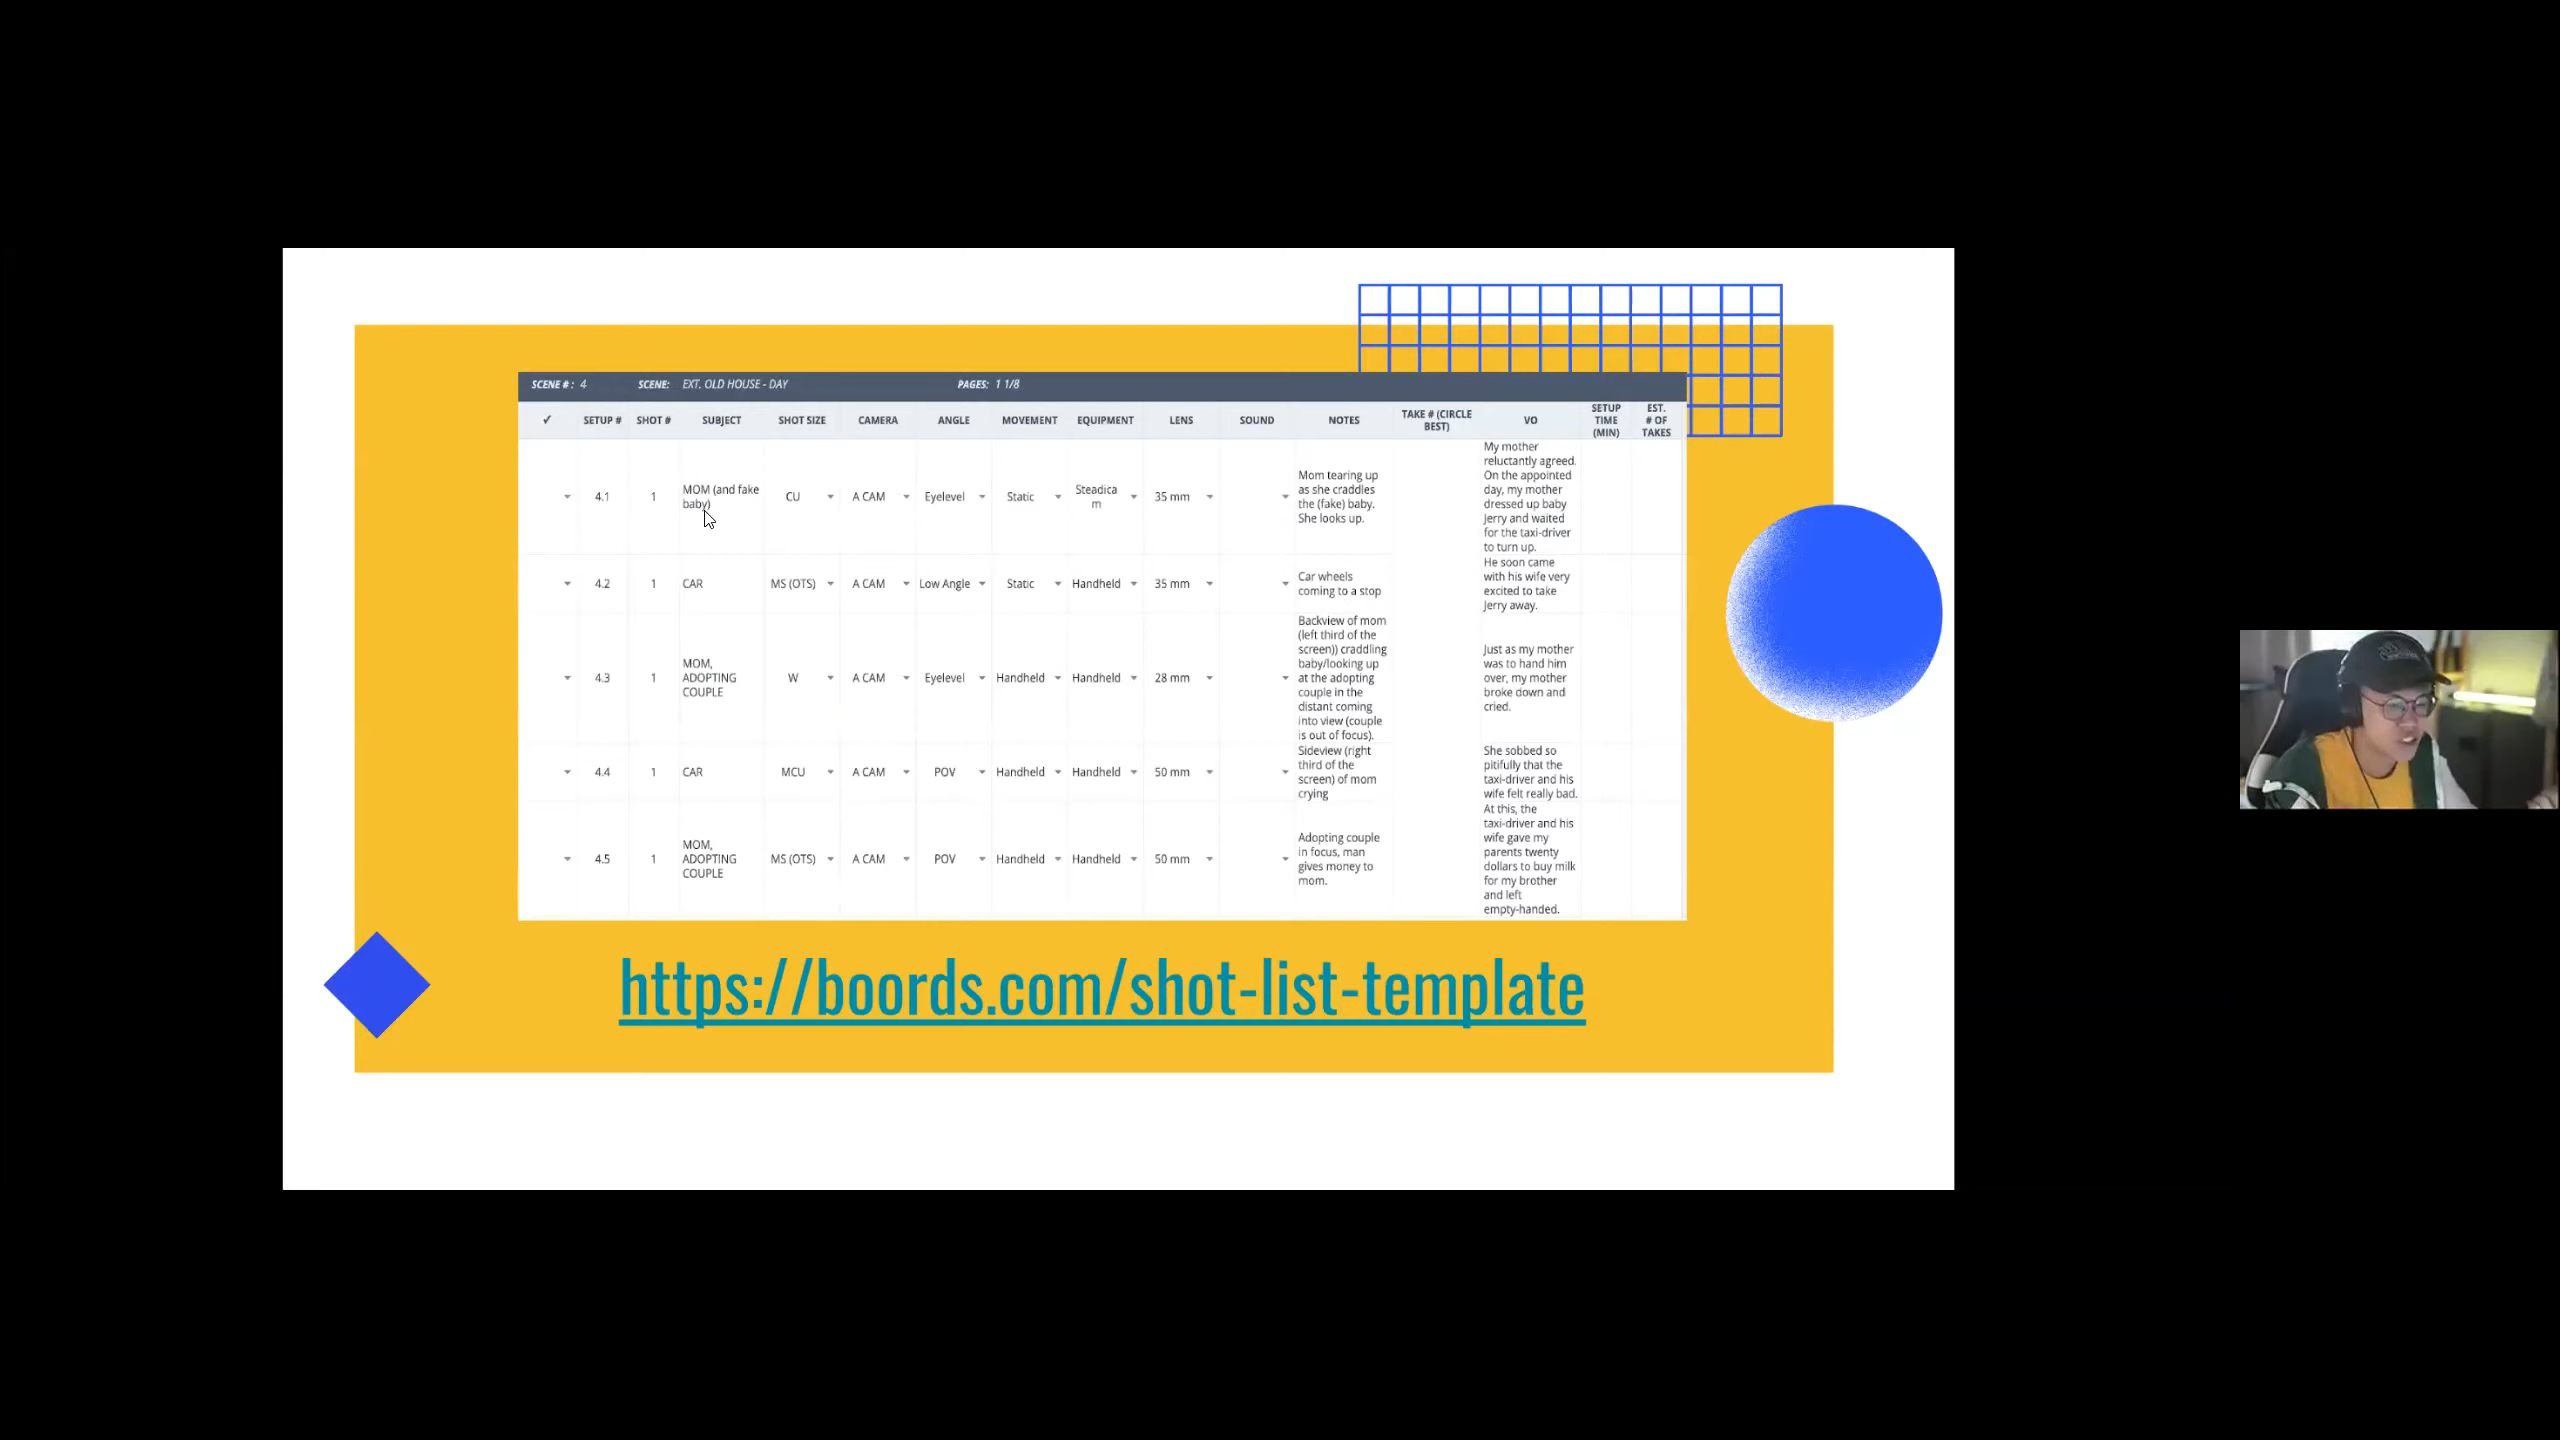 SCENE # : 4 SCENE: EXT. OLD HOUSE - DAY PAGES: 1 1/8
✓ SETUP # SHOT # SUBJECT SHOT SIZE CAMERA ANGLE MOVEMENT EQUIPMENT LENS SOUND NOTES TAKE # (CIRCLE BEST) VO SETUP TIME (MIN) EST. # OF TAKES
4.1 1 MOM (and fake baby) CU A CAM Eyelevel Static Steadicam 35 mm
Mom tearing up
as she craddles
the (fake) baby.
She looks up.
My mother
reluctantly agreed.
On the appointed
day, my mother
dressed up baby
Jerry and waited
for the taxi-driver
to turn up.
4.2 1 CAR MS (OTS) A CAM Low Angle Static Handheld 35 mm
Car wheels
coming to a stop
He soon came
with his wife very
excited to take
Jerry away.
4.3 1 MOM, ADOPTING COUPLE W A CAM Eyelevel Handheld Handheld 28 mm
Backview of mom
(left third of the
screen)) craddling
baby/looking up
at the adopting
couple in the
distant coming
into view (couple
is out of focus).
Just as my mother
was to hand him
over, my mother
broke down and
cried.
4.4 1 CAR MCU A CAM POV Handheld Handheld 50 mm
Sideview (right
third of the
screen) of mom
crying
She sobbed so
pitifully that the
taxi-driver and his
wife felt really bad.
4.5 1 MOM, ADOPTING COUPLE MS (OTS) A CAM POV Handheld Handheld 50 mm
Adopting couple
in focus, man
gives money to
mom.
At this, the
taxi-driver and his
wife gave my
parents twenty
dollars to buy milk
for my brother
and left
empty-handed.
https://boords.com/shot-list-template